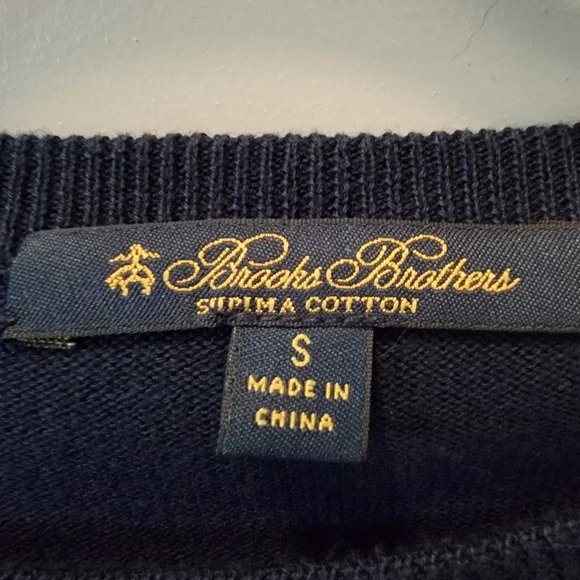 Brooks Brothers
SUPIMA COTTON
S
MADE IN
CHINA